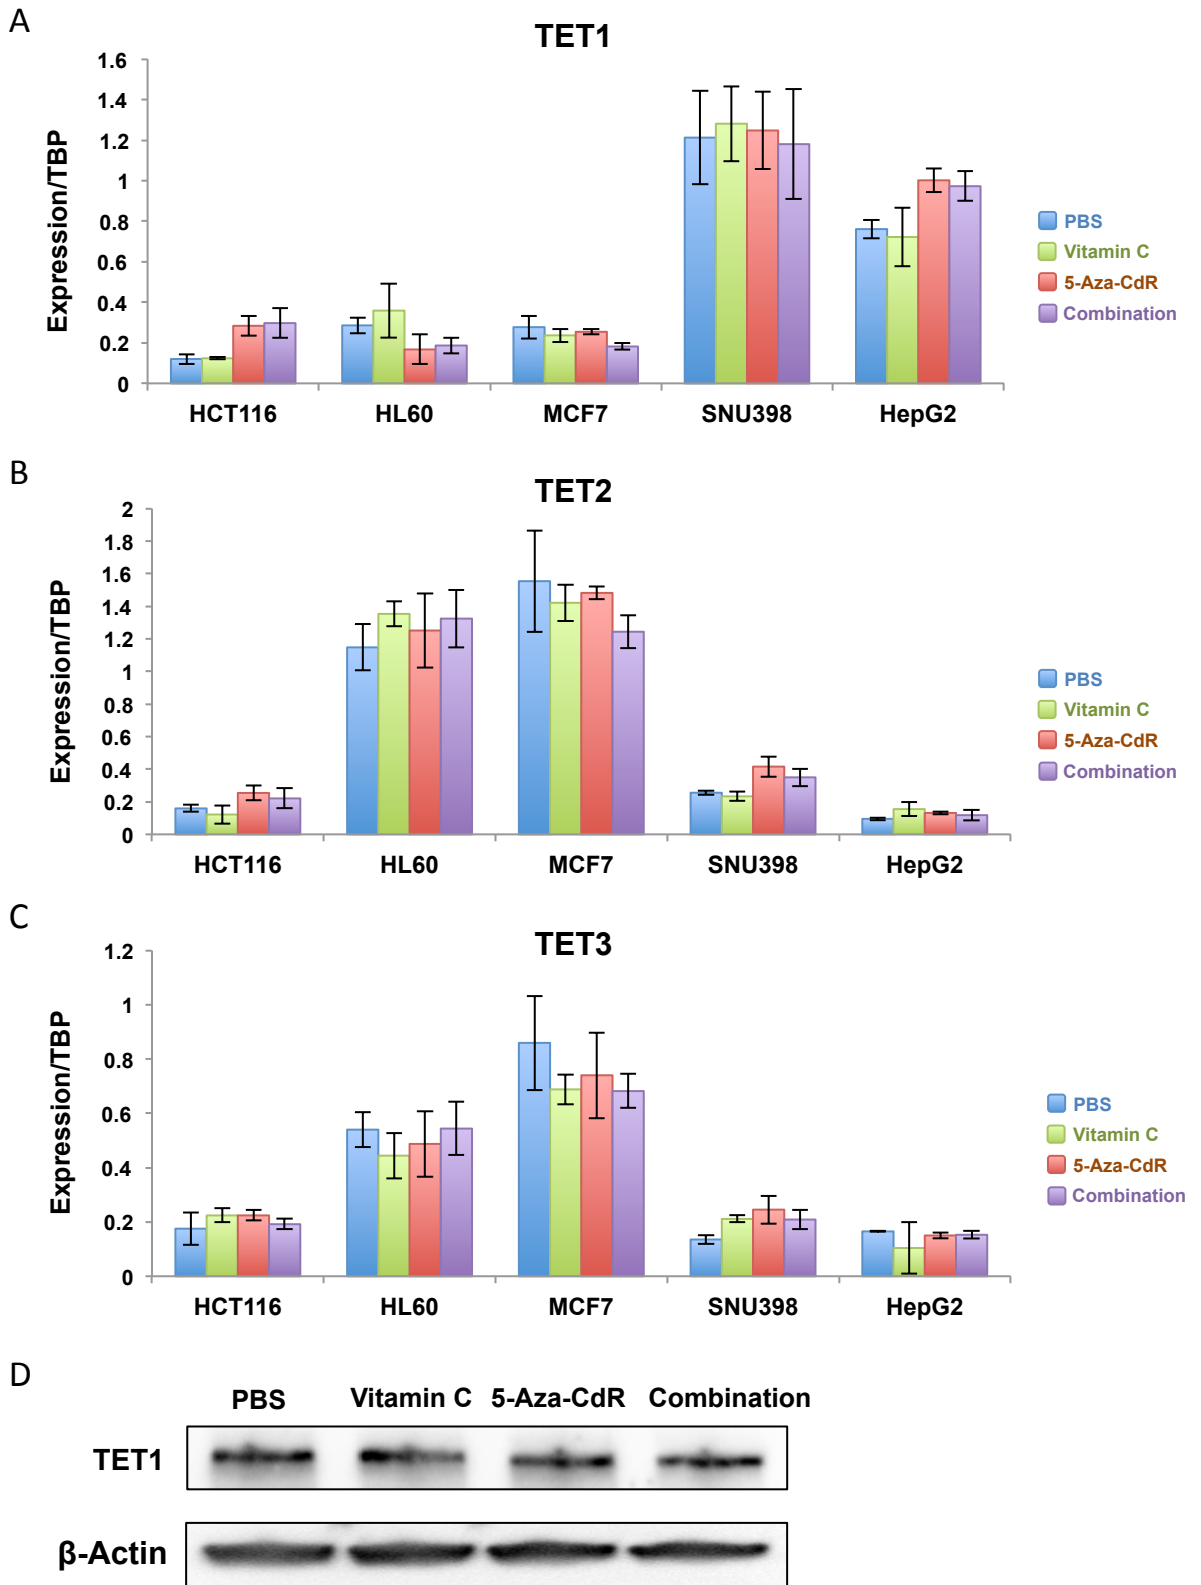 A
TET1
1.6
1.4
1.2
1
0.8
0.6
0.4
0.2
0
Expression/TBP
HCT116 HL60 MCF7 SNU398 HepG2
PBS
Vitamin C
5-Aza-CdR
Combination
B
TET2
2
1.8
1.6
1.4
1.2
1
0.8
0.6
0.4
0.2
0
Expression/TBP
HCT116 HL60 MCF7 SNU398 HepG2
PBS
Vitamin C
5-Aza-CdR
Combination
C
TET3
1.2
1
0.8
0.6
0.4
0.2
0
Expression/TBP
HCT116 HL60 MCF7 SNU398 HepG2
PBS
Vitamin C
5-Aza-CdR
Combination
D
PBS Vitamin C 5-Aza-CdR Combination
TET1
β-Actin